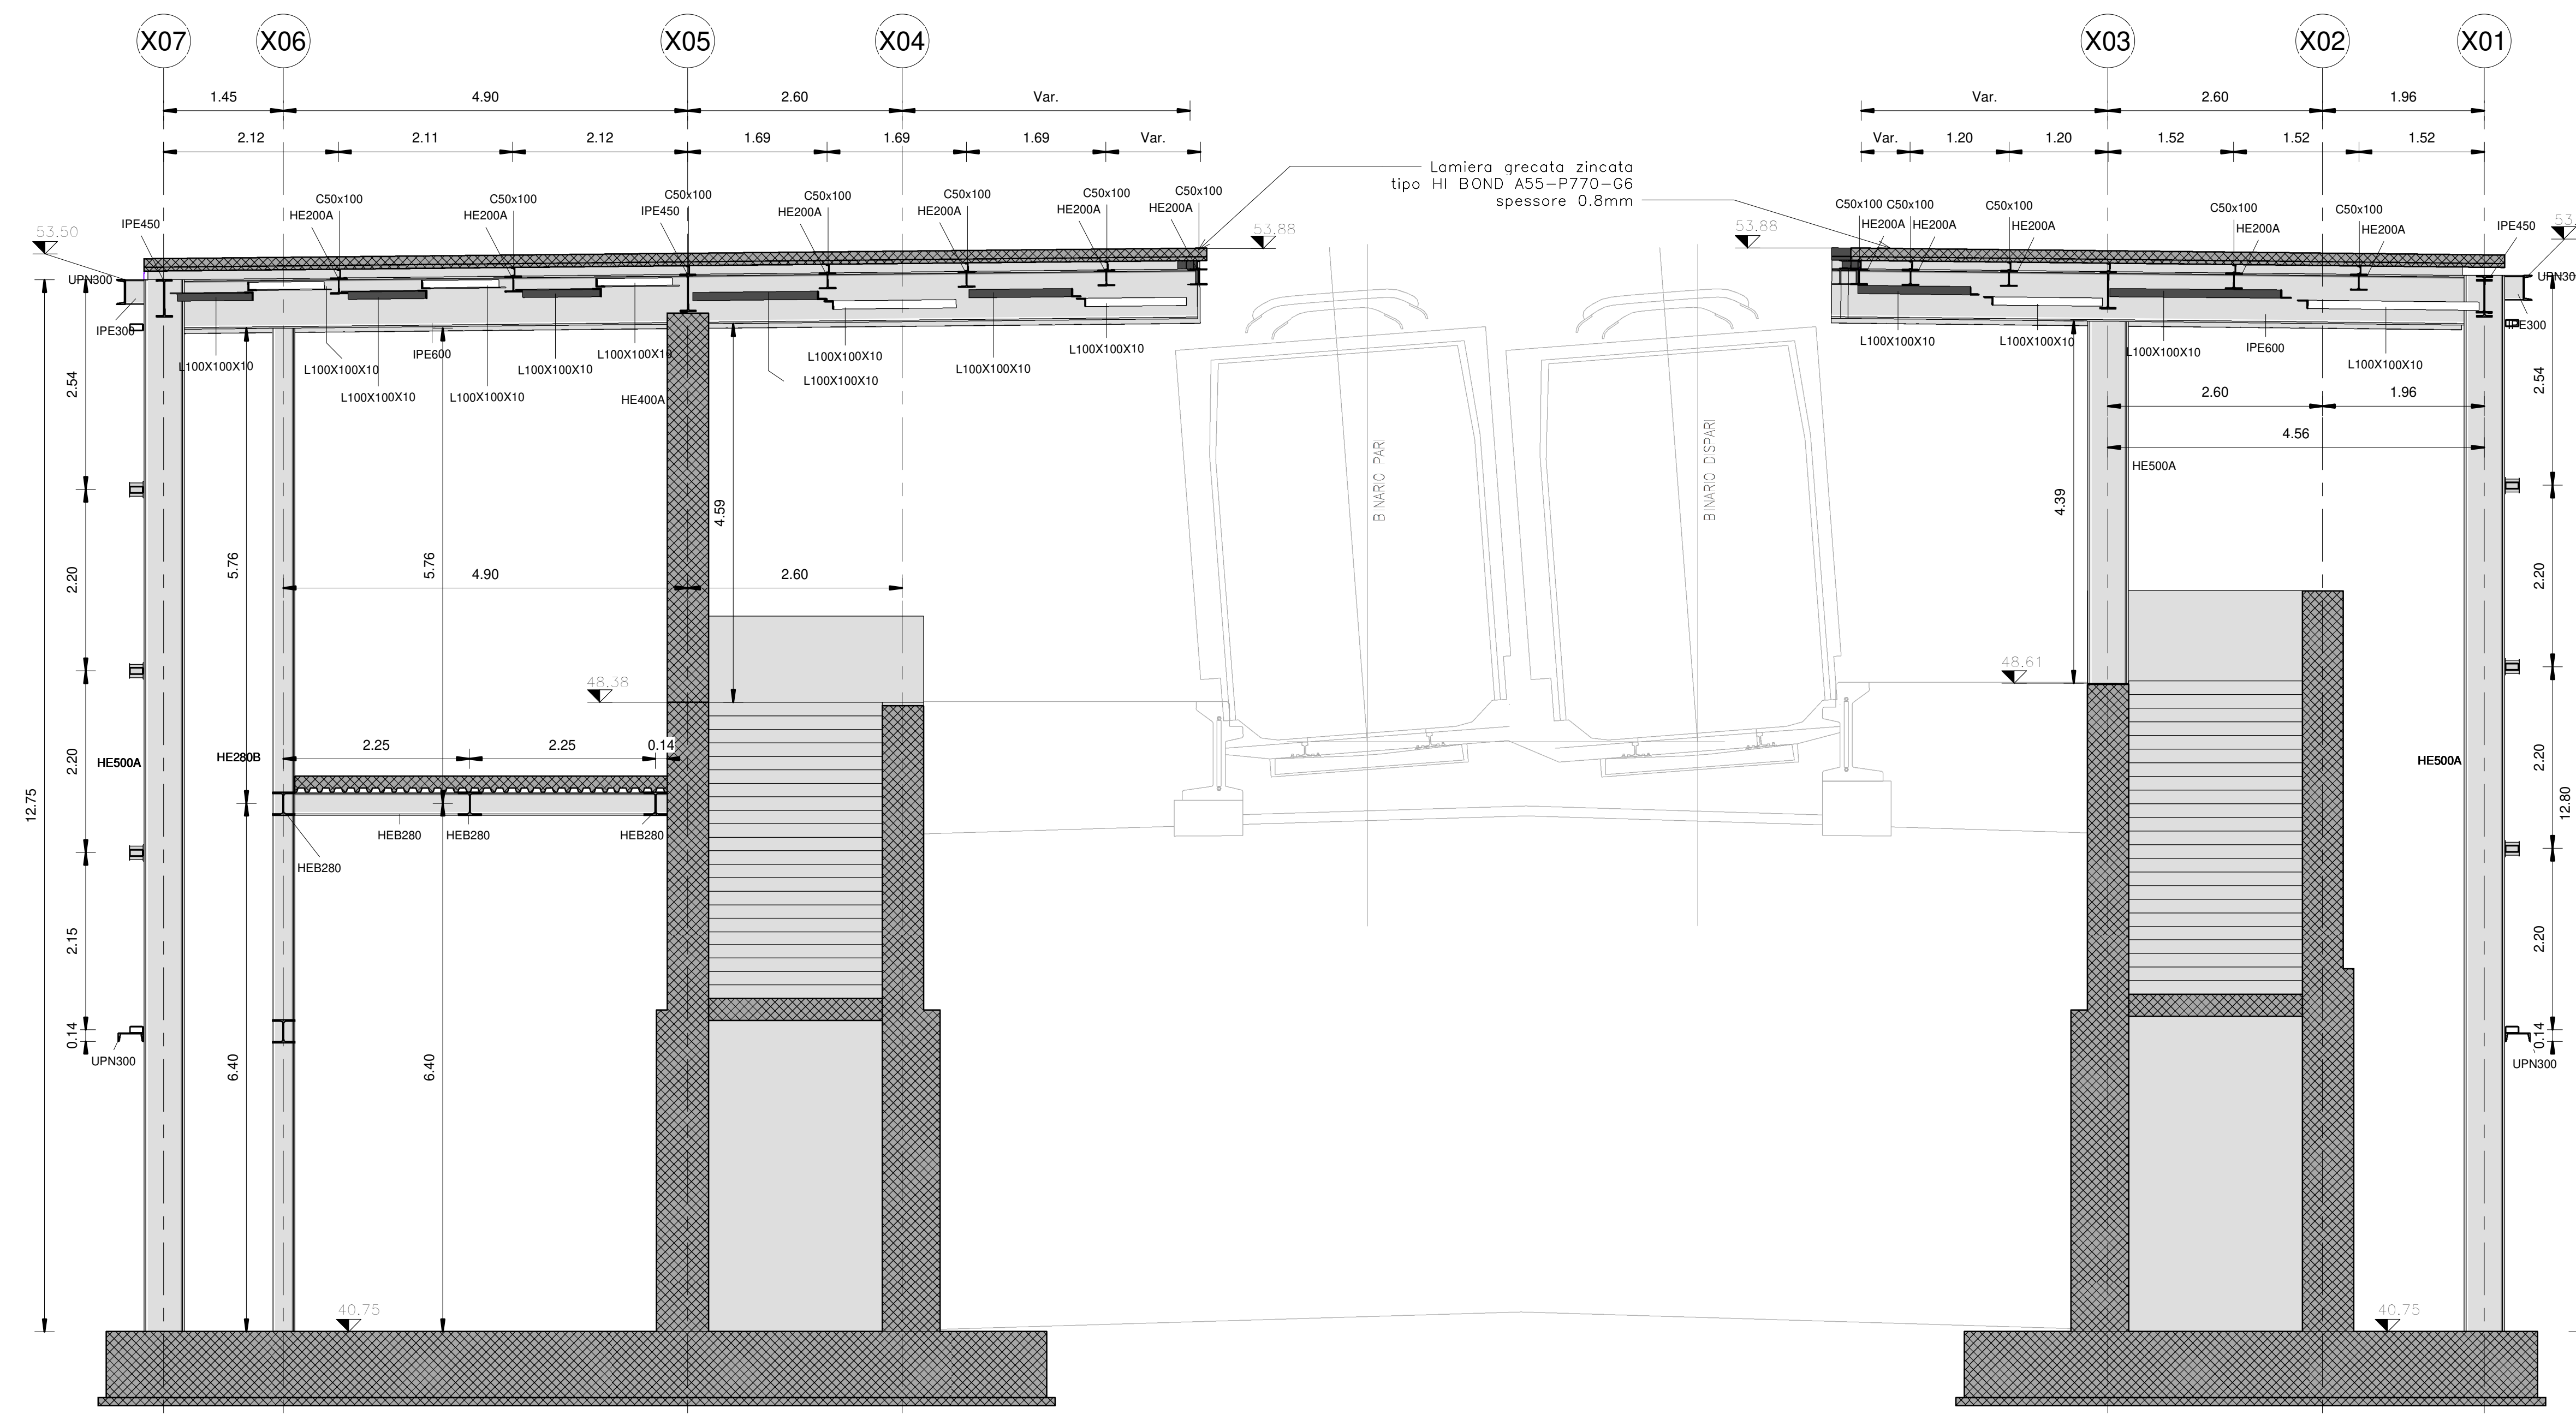 X07
X06
X05
X04
X03
X02
X01
1.45
4.90
2.60
Var.
Var.
2.60
1.96
2.12
2.11
2.12
1.69
1.69
1.69
Var.
Var.
1.20
1.20
1.52
1.52
1.52
Lamiera grecata zincata
tipo HI BOND A55-P770-G6
spessore 0.8mm
53.50
IPE450
C50x100
HE200A
C50x100
HE200A
C50x100
IPE450
C50x100
HE200A
C50x100
HE200A
C50x100
HE200A
C50x100
HE200A
53.88
53.88
C50x100
C50x100
HE200A
HE200A
C50x100
HE200A
C50x100
HE200A
C50x100
HE200A
IPE450
UPN300
IPE300
IPE300
L100X100X10
L100X100X10
L100X100X10
IPE600
L100X100X10
L100X100X10
L100X100X10
L100X100X10
L100X100X10
L100X100X10
L100X100X10
L100X100X10
L100X100X10
L100X100X10
IPE600
L100X100X10
HE400A
2.54
2.20
2.20
2.15
0.14
12.75
5.76
5.76
4.59
4.90
2.60
48.38
2.25
2.25
0.14
HE500A
HE280B
HEB280
HEB280
HEB280
HEB280
UPN300
6.40
6.40
40.75
BINARIO PARI
BINARIO DISPARI
2.60
1.96
4.56
HE500A
4.39
48.61
HE500A
2.54
2.20
2.20
2.20
0.14
12.80
UPN300
40.75